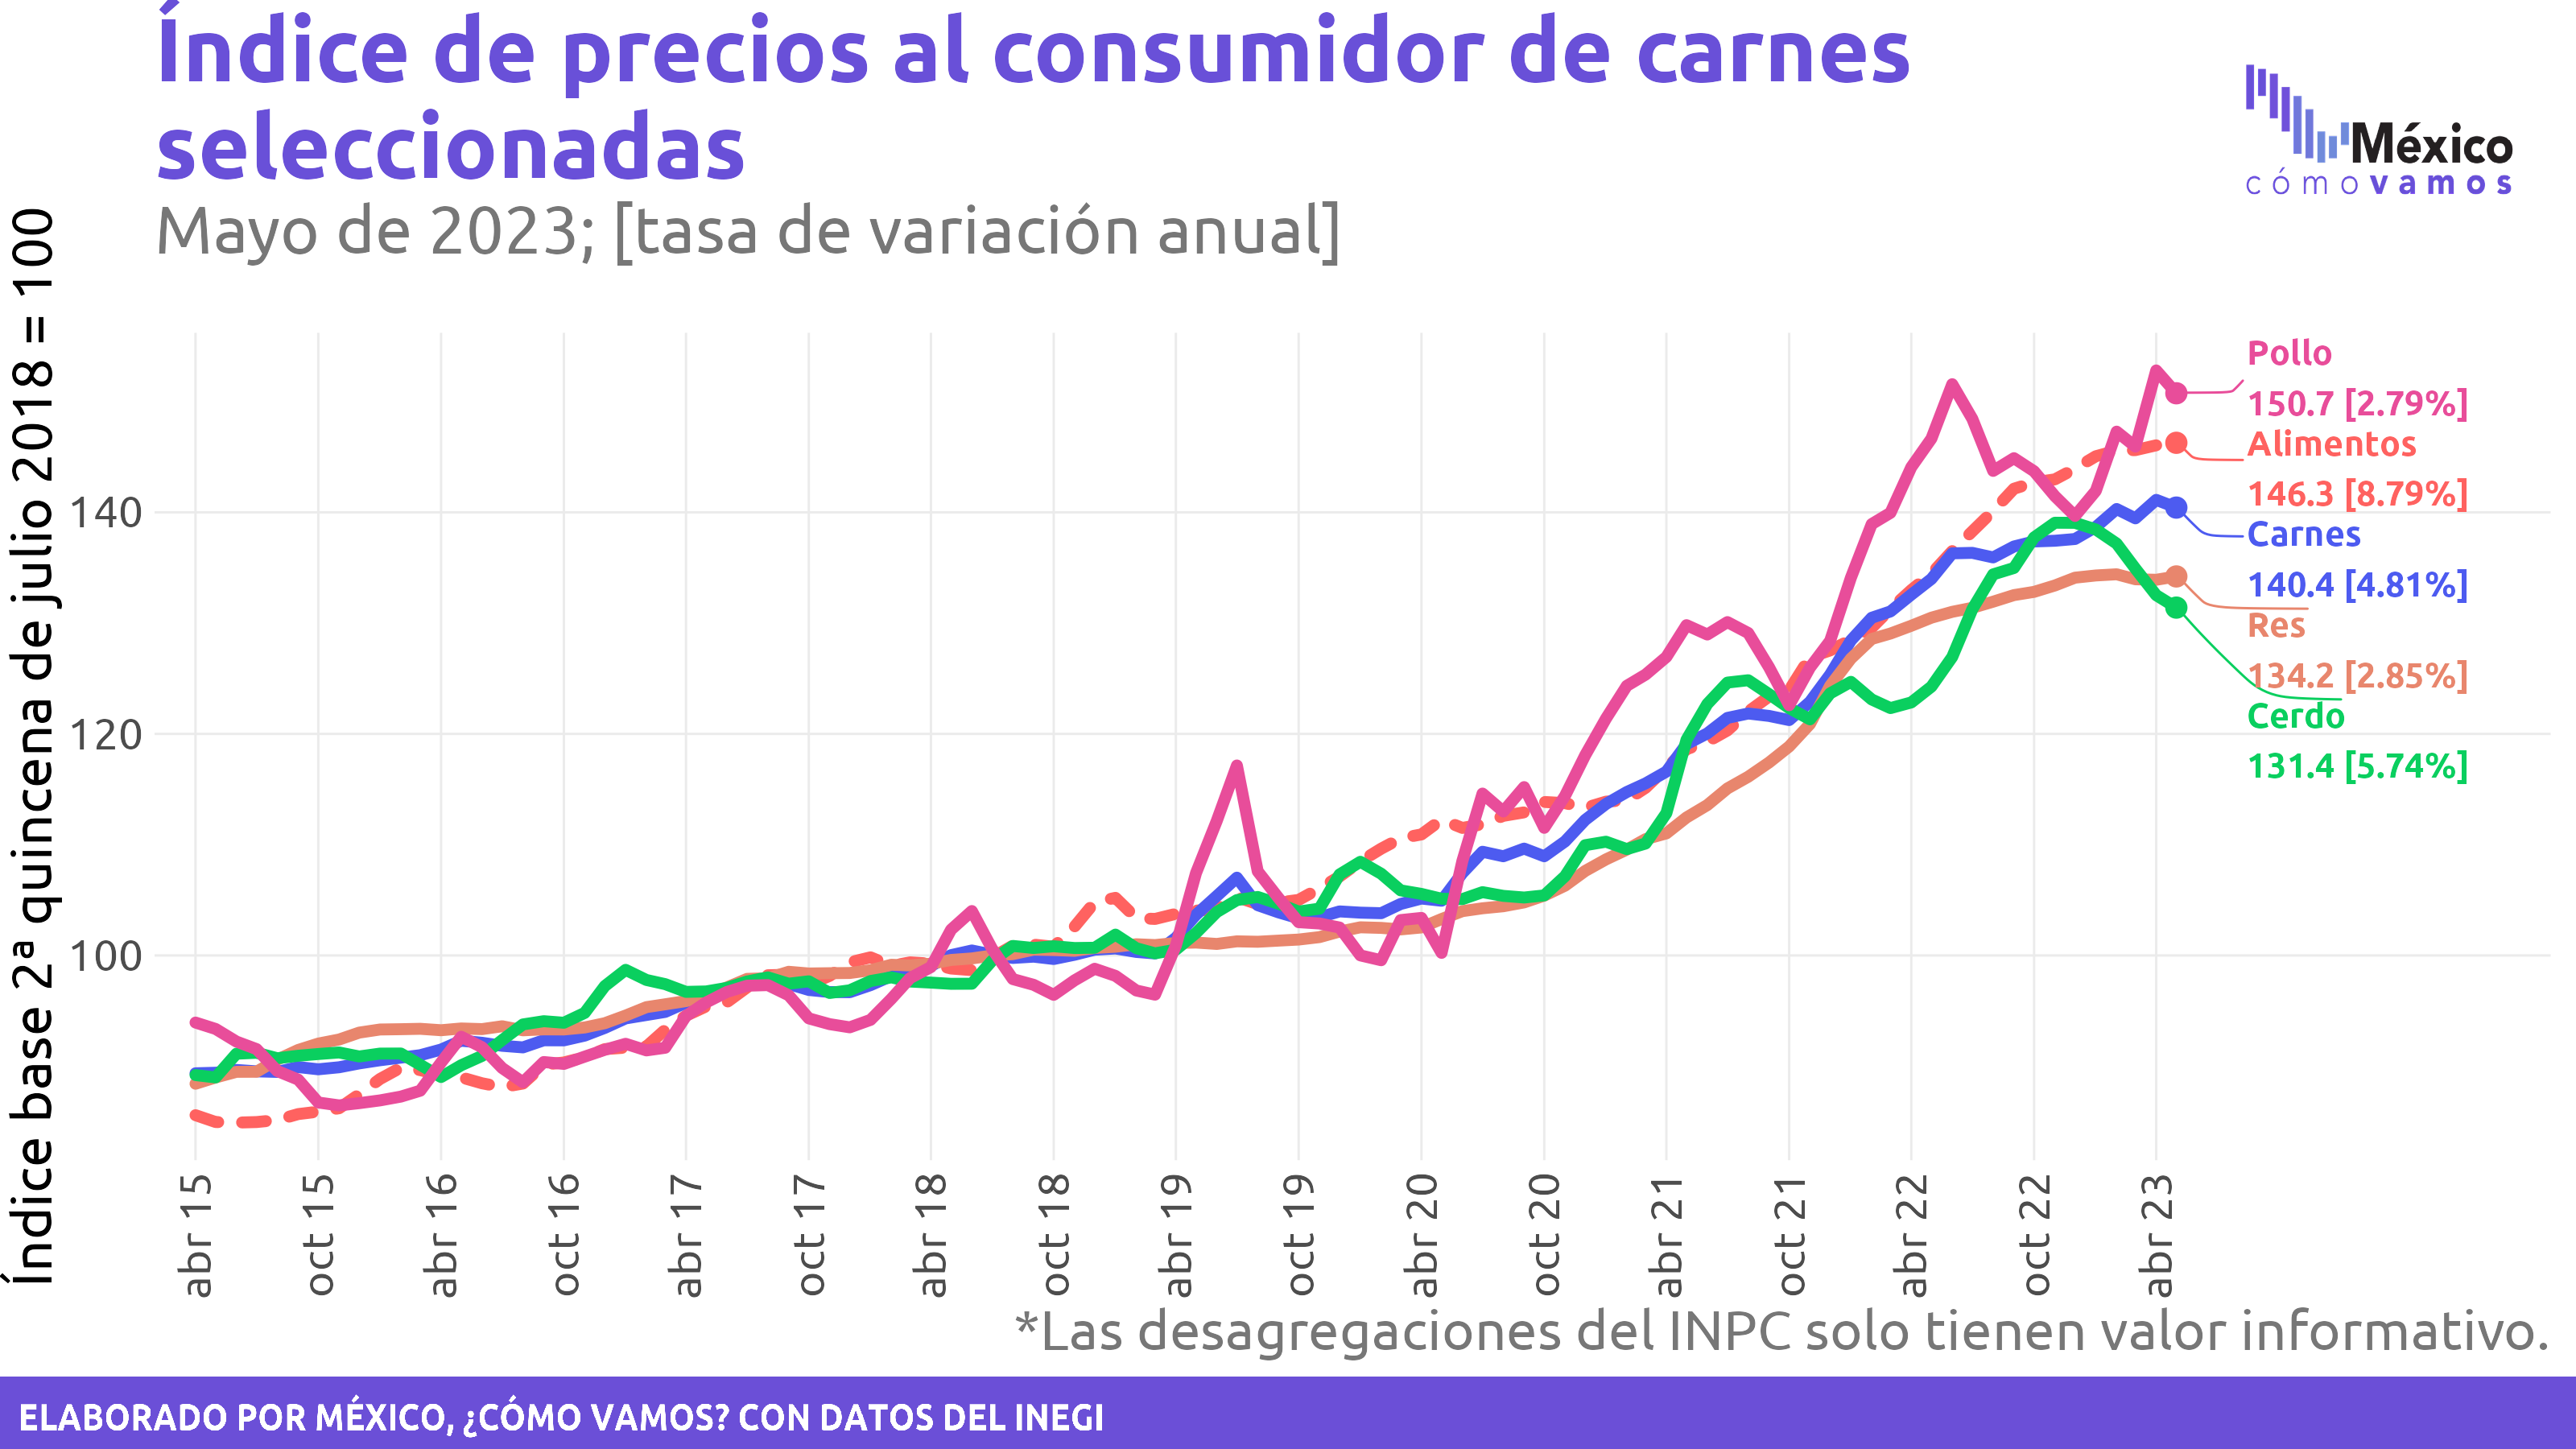 Índice de precios al consumidor de carnes
seleccionadas
Mayo de 2023; [tasa de variación anual]
México
cómo vamos
Índice base 2ª quincena de julio 2018 = 100
140
120
100
Pollo
150.7 [2.79%]
Alimentos
146.3 [8.79%]
Carnes
140.4 [4.81%]
Res
134.2 [2.85%]
Cerdo
131.4 [5.74%]
abr 15
oct 15
abr 16
oct 16
abr 17
oct 17
abr 18
oct 18
abr 19
oct 19
abr 20
oct 20
abr 21
oct 21
abr 22
oct 22
abr 23
*Las desagregaciones del INPC solo tienen valor informativo.
ELABORADO POR MÉXICO, ¿CÓMO VAMOS? CON DATOS DEL INEGI